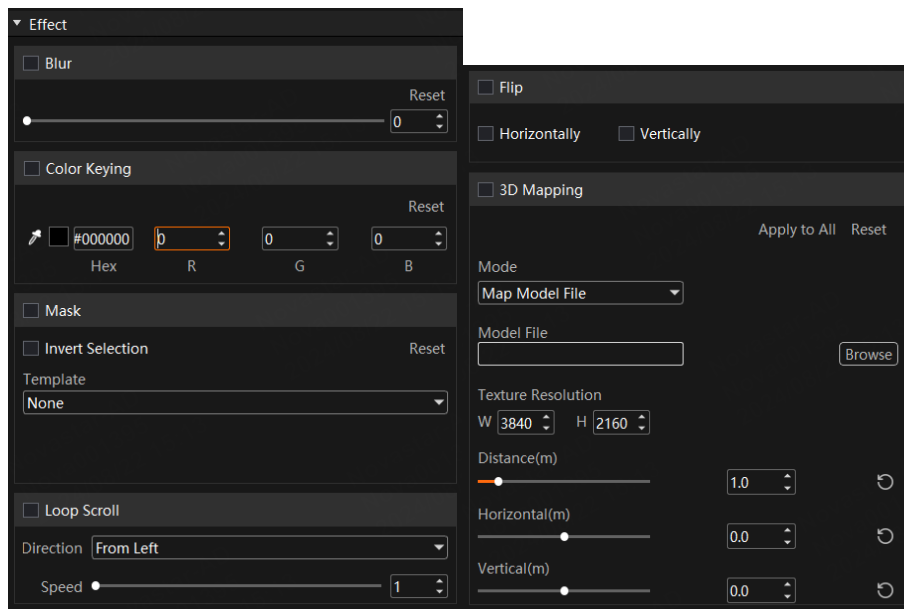 Effect
Blur
Reset
0
Color Keying
Reset
#000000 0 0 0
Hex R G B
Mask
Invert Selection Reset
Template
None
Loop Scroll
Direction From Left
Speed 1
Flip
Horizontally Vertically
3D Mapping
Apply to All Reset
Mode
Map Model File
Model File
Browse
Texture Resolution
W 3840 H 2160
Distance(m)
1.0
Horizontal(m)
0.0
Vertical(m)
0.0